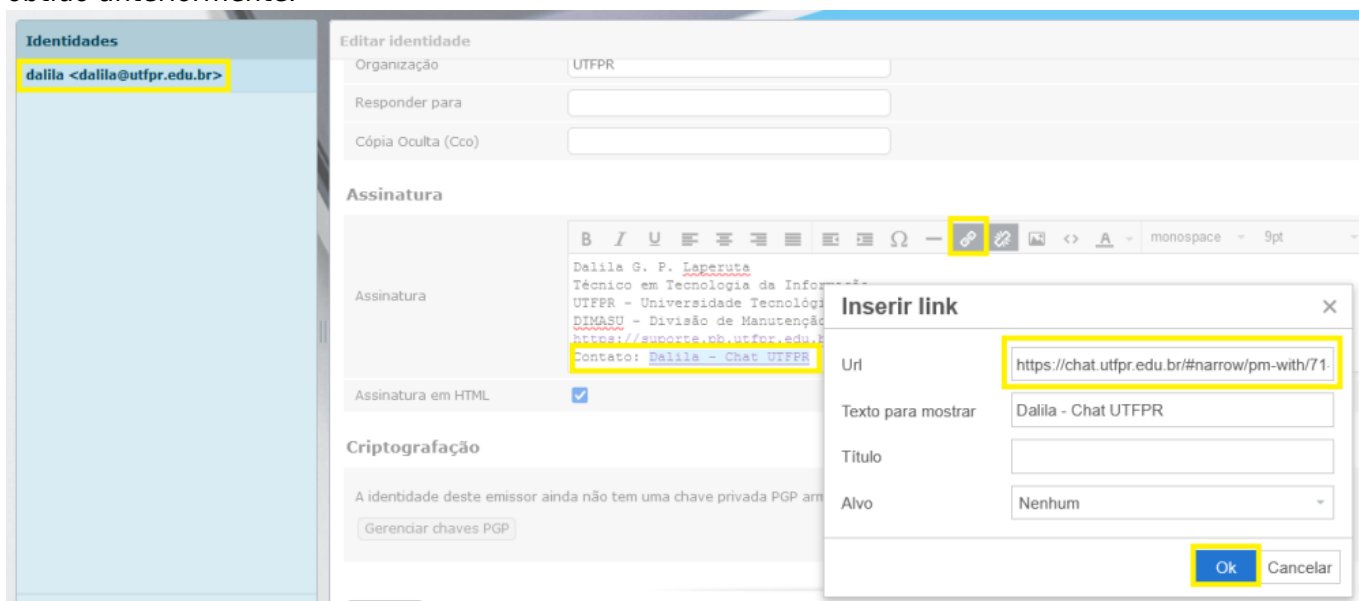 obtido anteriormente.
Identidades
dalila <dalila@utfpr.edu.br>
Editar identidade
Organização
UTFPR
Responder para
Cópia Oculta (Cco)
Assinatura
B I U Ω — <> A monospace 9pt
Assinatura
Dalila G. P. Laperuta
Técnico em Tecnologia da Informação
UTFPR - Universidade Tecnológi
DIMASU - Divisão de Manutenção
https://suporte.pb.utfpr.edu.b
Contato: Dalila - Chat UTFPR
Assinatura em HTML
Criptografação
A identidade deste emissor ainda não tem uma chave privada PGP arm
Gerenciar chaves PGP
Inserir link
×
Url
https://chat.utfpr.edu.br/#narrow/pm-with/71-
Texto para mostrar
Dalila - Chat UTFPR
Título
Alvo
Nenhum
Ok
Cancelar